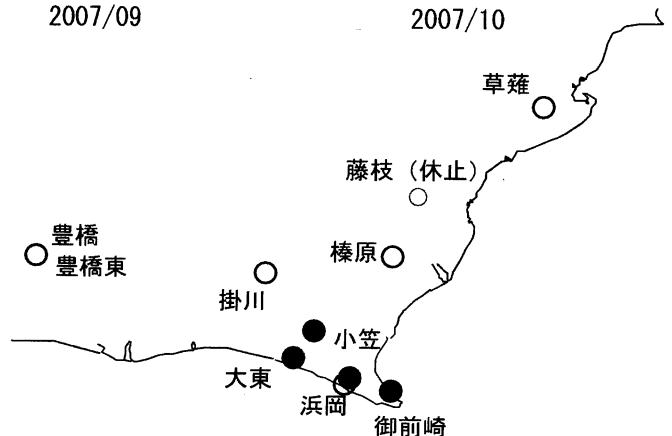 2007/09
2007/10
草薙
藤枝（休止）
豊橋
豊橋東
榛原
掛川
小笠
大東
浜岡
御前崎